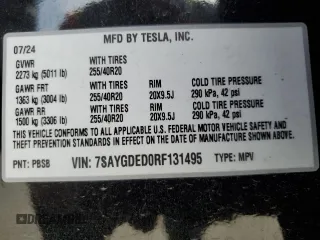 MFD BY TESLA, INC.
07/24
GVWR WITH TIRES
2273 kg (5011 lb) 255/40R20
GAWR FRT WITH TIRES RIM COLD TIRE PRESSURE
1363 kg (3004 lb) 255/40R20 20X9.5J 290 kPa, 42 psi
GAWR RR WITH TIRES RIM COLD TIRE PRESSURE
1500 kg (3306 lb) 255/40R20 20X9.5J 290 kPa, 42 psi
THIS VEHICLE CONFORMS TO ALL APPLICABLE U.S. FEDERAL MOTOR VEHICLE SAFETY AND
THEFT PREVENTION STANDARDS IN EFFECT ON THE DATE OF MANUFACTURE SHOWN ABOVE.
PNT: PBSB VIN: 7SAYGDED0RF131495 TYPE: MPV